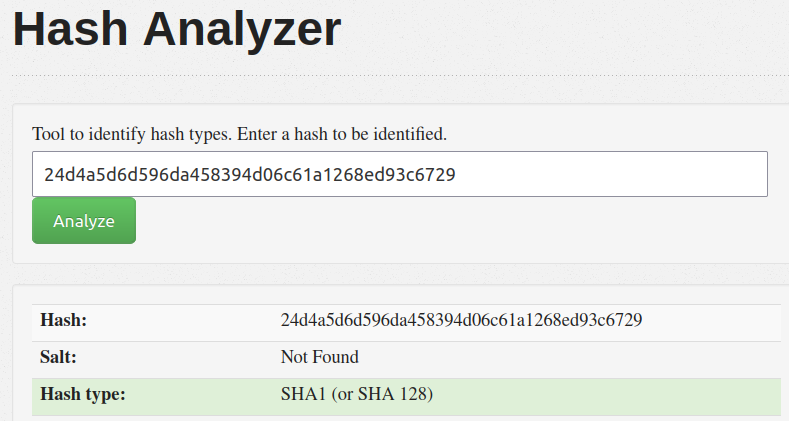 Hash Analyzer
Tool to identify hash types. Enter a hash to be identified.
24d4a5d6d596da458394d06c61a1268ed93c6729
Analyze
Hash: 24d4a5d6d596da458394d06c61a1268ed93c6729
Salt: Not Found
Hash type: SHA1 (or SHA 128)